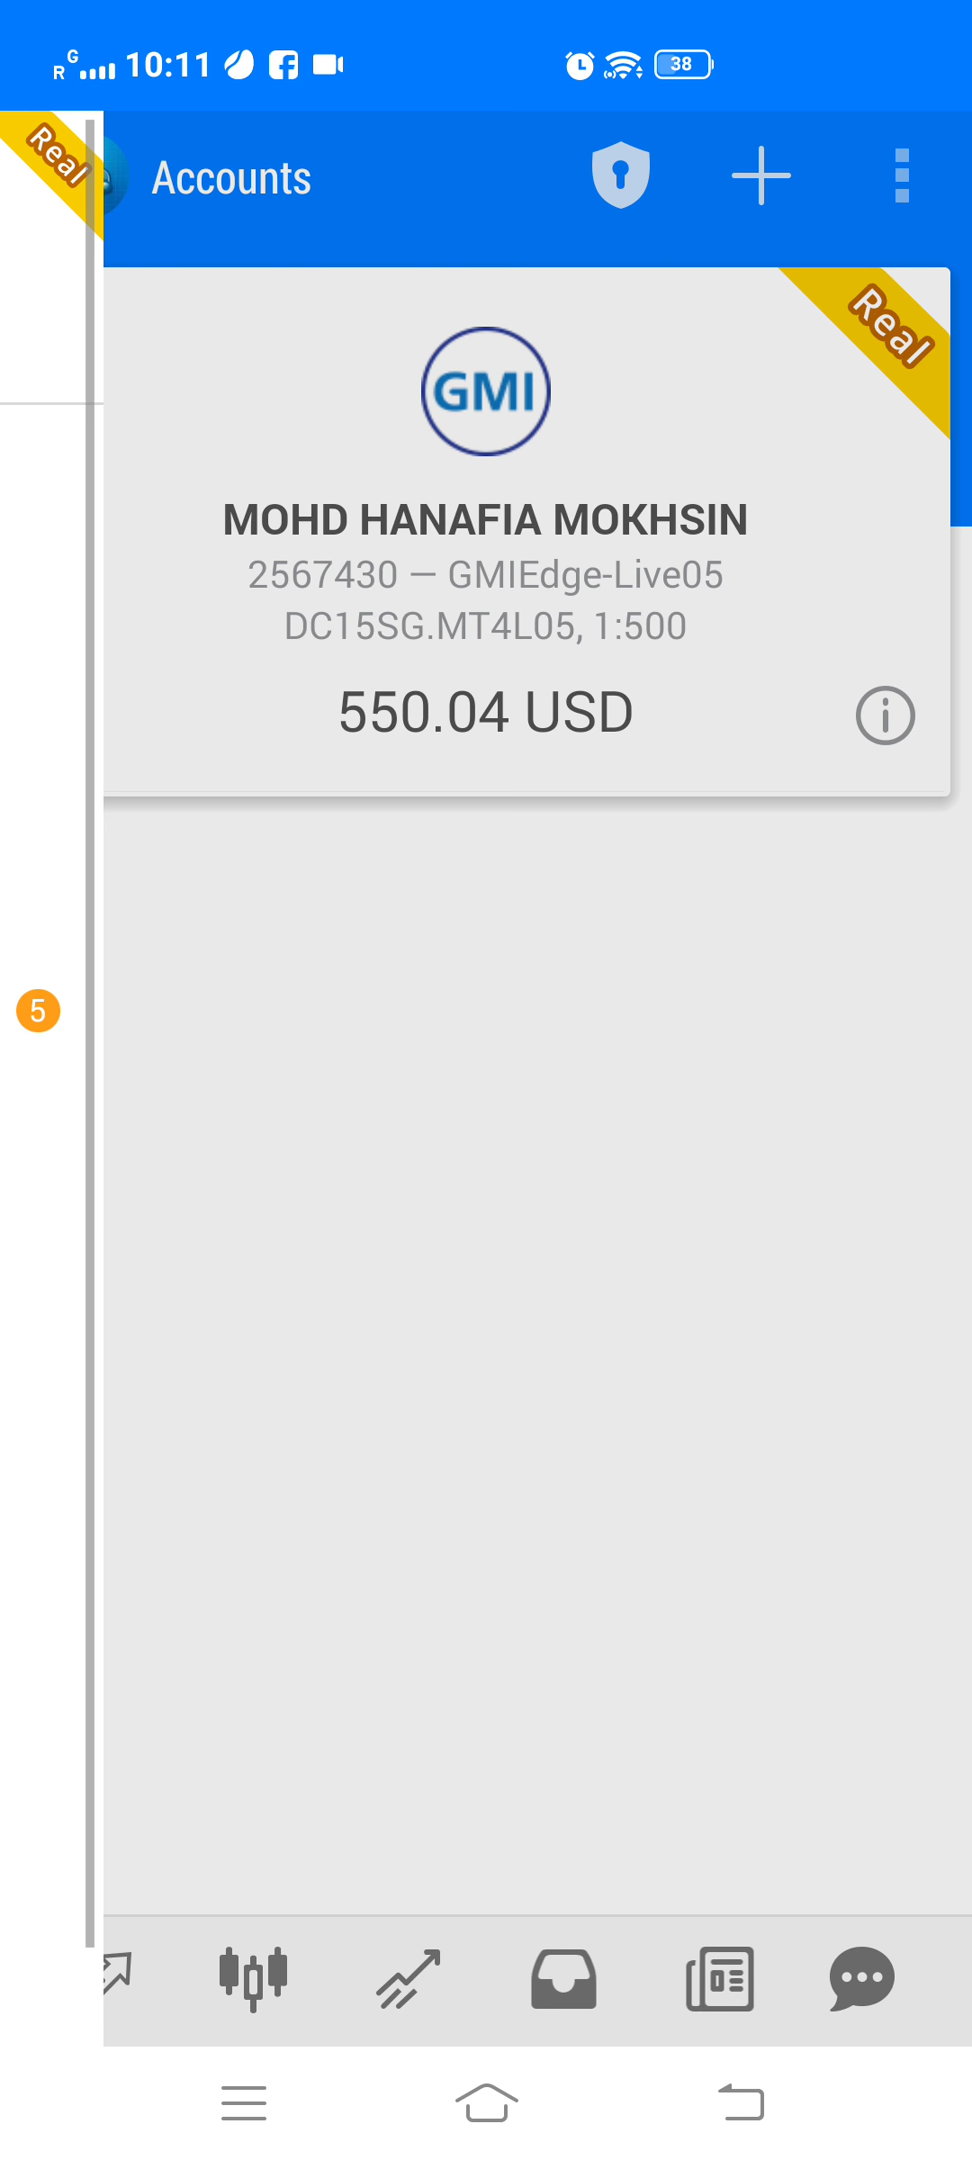 R G 10:11 38
Real
Accounts
Real
GMI
MOHD HANAFIA MOKHSIN
2567430 — GMIEdge-Live05
DC15SG.MT4L05, 1:500
550.04 USD
5